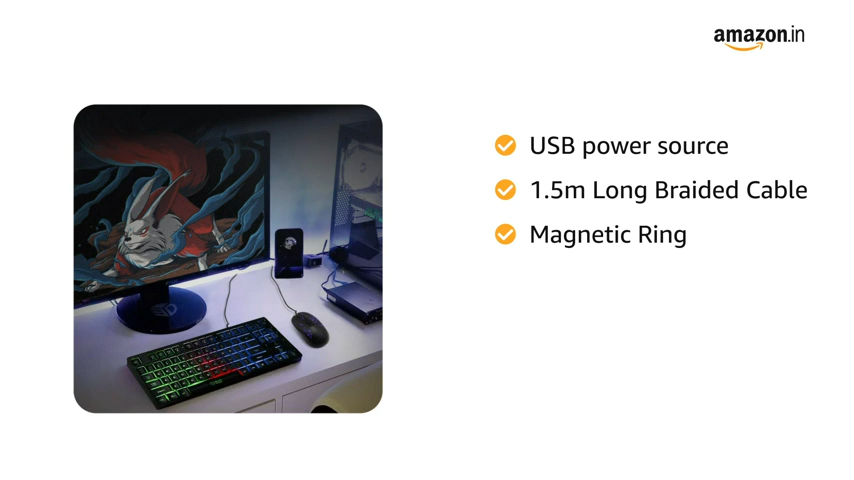 amazon.in
USB power source
1.5m Long Braided Cable
Magnetic Ring